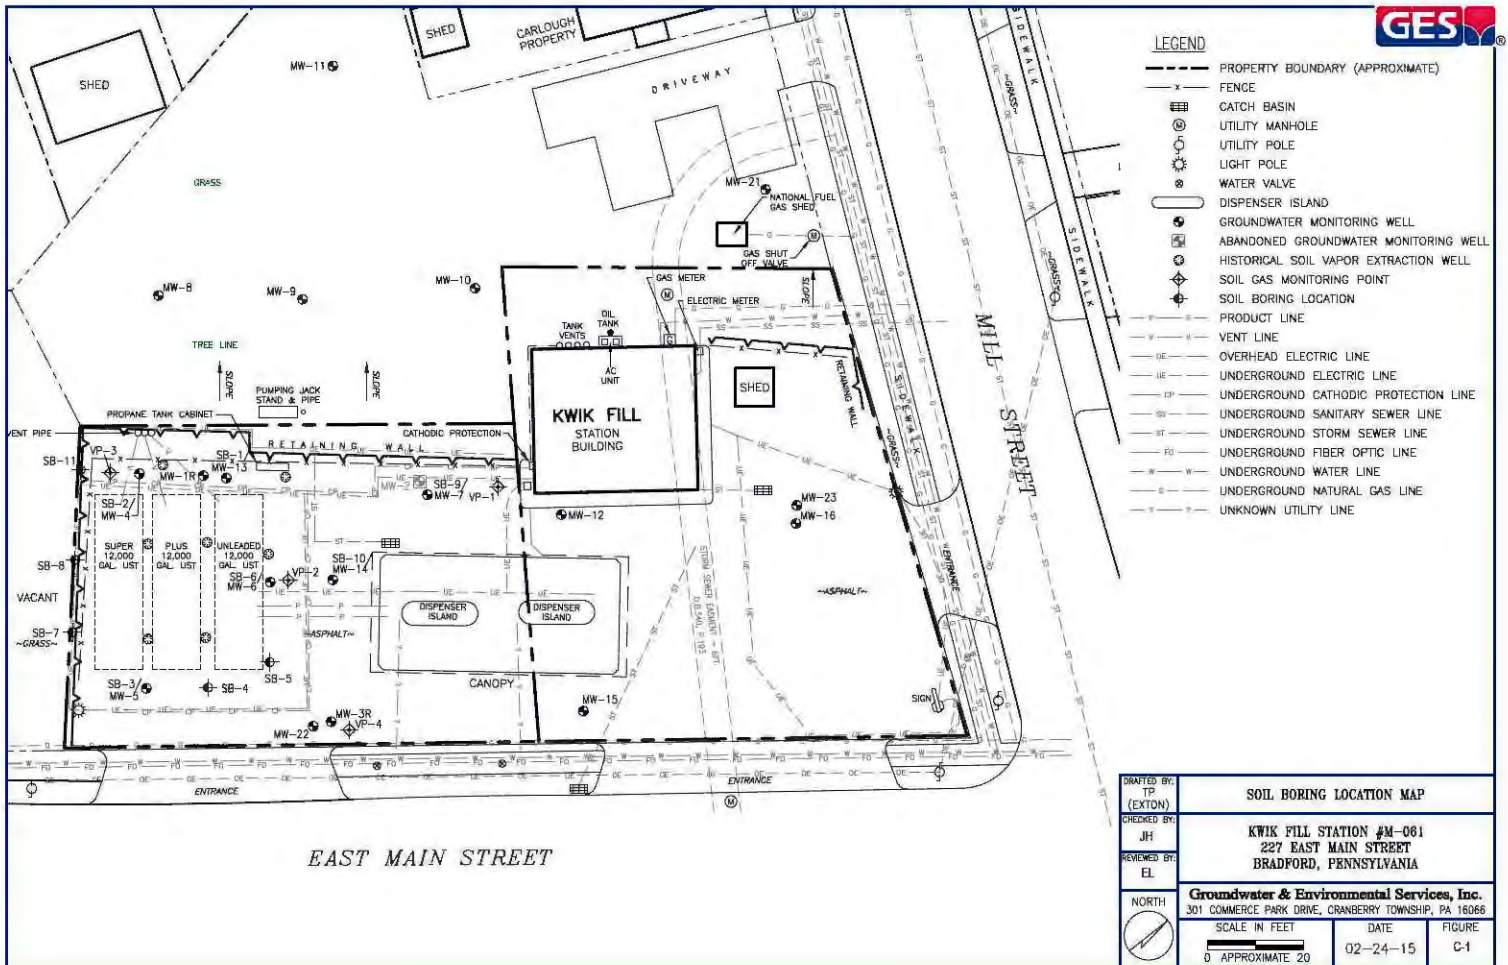 GES
®
LEGEND
PROPERTY BOUNDARY (APPROXIMATE)
FENCE
CATCH BASIN
UTILITY MANHOLE
UTILITY POLE
LIGHT POLE
WATER VALVE
DISPENSER ISLAND
GROUNDWATER MONITORING WELL
ABANDONED GROUNDWATER MONITORING WELL
HISTORICAL SOIL VAPOR EXTRACTION WELL
SOIL GAS MONITORING POINT
SOIL BORING LOCATION
PRODUCT LINE
VENT LINE
OVERHEAD ELECTRIC LINE
UNDERGROUND ELECTRIC LINE
UNDERGROUND CATHODIC PROTECTION LINE
UNDERGROUND SANITARY SEWER LINE
UNDERGROUND STORM SEWER LINE
UNDERGROUND FIBER OPTIC LINE
UNDERGROUND WATER LINE
UNDERGROUND NATURAL GAS LINE
UNKNOWN UTILITY LINE
SHED
SHED
CARLOUGH
PROPERTY
DRIVEWAY
SIDEWALK
~GRASS~
SIDEWALK
~GRASS~
MW-11
GRASS
MW-21
NATIONAL FUEL
GAS SHED
GAS SHUT
OFF VALVE
MW-8
MW-9
MW-10
GAS METER
ELECTRIC METER
SLOPE
TREE LINE
SLOPE
SLOPE
TANK
VENTS
OIL
TANK
AC
UNIT
PUMPING JACK
STAND & PIPE
PROPANE TANK CABINET
VENT PIPE
RETAINING WALL
CATHODIC PROTECTION
KWIK FILL
STATION
BUILDING
SHED
RETAINING WALL
SIDEWALK
~GRASS~
MILL STREET
SB-11
VP-3
SB-1
MW-13
MW-1R
SB-2/
MW-4
MW-2
SB-9/
MW-7
VP-1
MW-12
MW-23
MW-16
SUPER
12,000
GAL. UST
PLUS
12,000
GAL. UST
UNLEADED
12,000
GAL. UST
SB-8
SB-6/
MW-6
VP-2
SB-10/
MW-14
VACANT
SB-7
~GRASS~
~ASPHALT~
DISPENSER
ISLAND
DISPENSER
ISLAND
~ASPHALT~
ENTRANCE
SB-3/
MW-5
SB-4
SB-5
CANOPY
MW-15
SIGN
MW-3R
VP-4
MW-22
ENTRANCE
ENTRANCE
EAST MAIN STREET
DRAFTED BY:
TP
(EXTON)
CHECKED BY:
JH
REVIEWED BY:
EL
NORTH
SOIL BORING LOCATION MAP
KWIK FILL STATION #M-061
227 EAST MAIN STREET
BRADFORD, PENNSYLVANIA
Groundwater & Environmental Services, Inc.
301 COMMERCE PARK DRIVE, CRANBERRY TOWNSHIP, PA 16066
SCALE IN FEET
0 APPROXIMATE 20
DATE
02-24-15
FIGURE
C-1